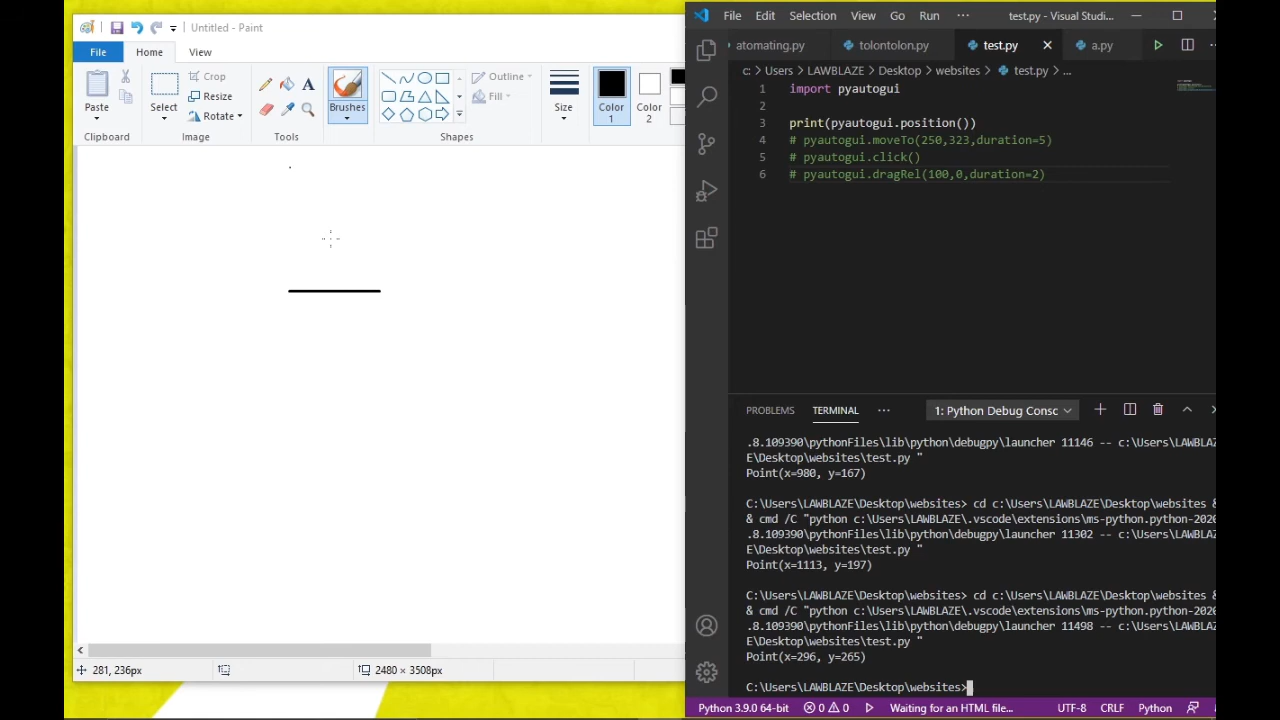 Untitled - Paint
File Home View
Paste
Clipboard
Select
Crop
Resize
Rotate
Image
Tools
Brushes
Outline
Fill
Shapes
Size
Color 1
Color 2
281, 236px
2480 × 3508px
File Edit Selection View Go Run ···
test.py - Visual Studi...
atomating.py tolontolon.py test.py a.py
c: > Users > LAWBLAZE > Desktop > websites > test.py > ...
1 import pyautogui
2
3 print(pyautogui.position())
4 # pyautogui.moveTo(250,323,duration=5)
5 # pyautogui.click()
6 # pyautogui.dragRel(100,0,duration=2)
PROBLEMS TERMINAL ··· 1: Python Debug Consc
.8.109390\pythonFiles\lib\python\debugpy\launcher 11146 -- c:\Users\LAWBLAZ
E\Desktop\websites\test.py "
Point(x=980, y=167)
C:\Users\LAWBLAZE\Desktop\websites> cd c:\Users\LAWBLAZE\Desktop\websites &
& cmd /C "python c:\Users\LAWBLAZE\.vscode\extensions\ms-python.python-2020
.8.109390\pythonFiles\lib\python\debugpy\launcher 11302 -- c:\Users\LAWBLAZ
E\Desktop\websites\test.py "
Point(x=1113, y=197)
C:\Users\LAWBLAZE\Desktop\websites> cd c:\Users\LAWBLAZE\Desktop\websites &
& cmd /C "python c:\Users\LAWBLAZE\.vscode\extensions\ms-python.python-2020
.8.109390\pythonFiles\lib\python\debugpy\launcher 11498 -- c:\Users\LAWBLAZ
E\Desktop\websites\test.py "
Point(x=296, y=265)
C:\Users\LAWBLAZE\Desktop\websites>
Python 3.9.0 64-bit 0 0 Waiting for an HTML file... UTF-8 CRLF Python